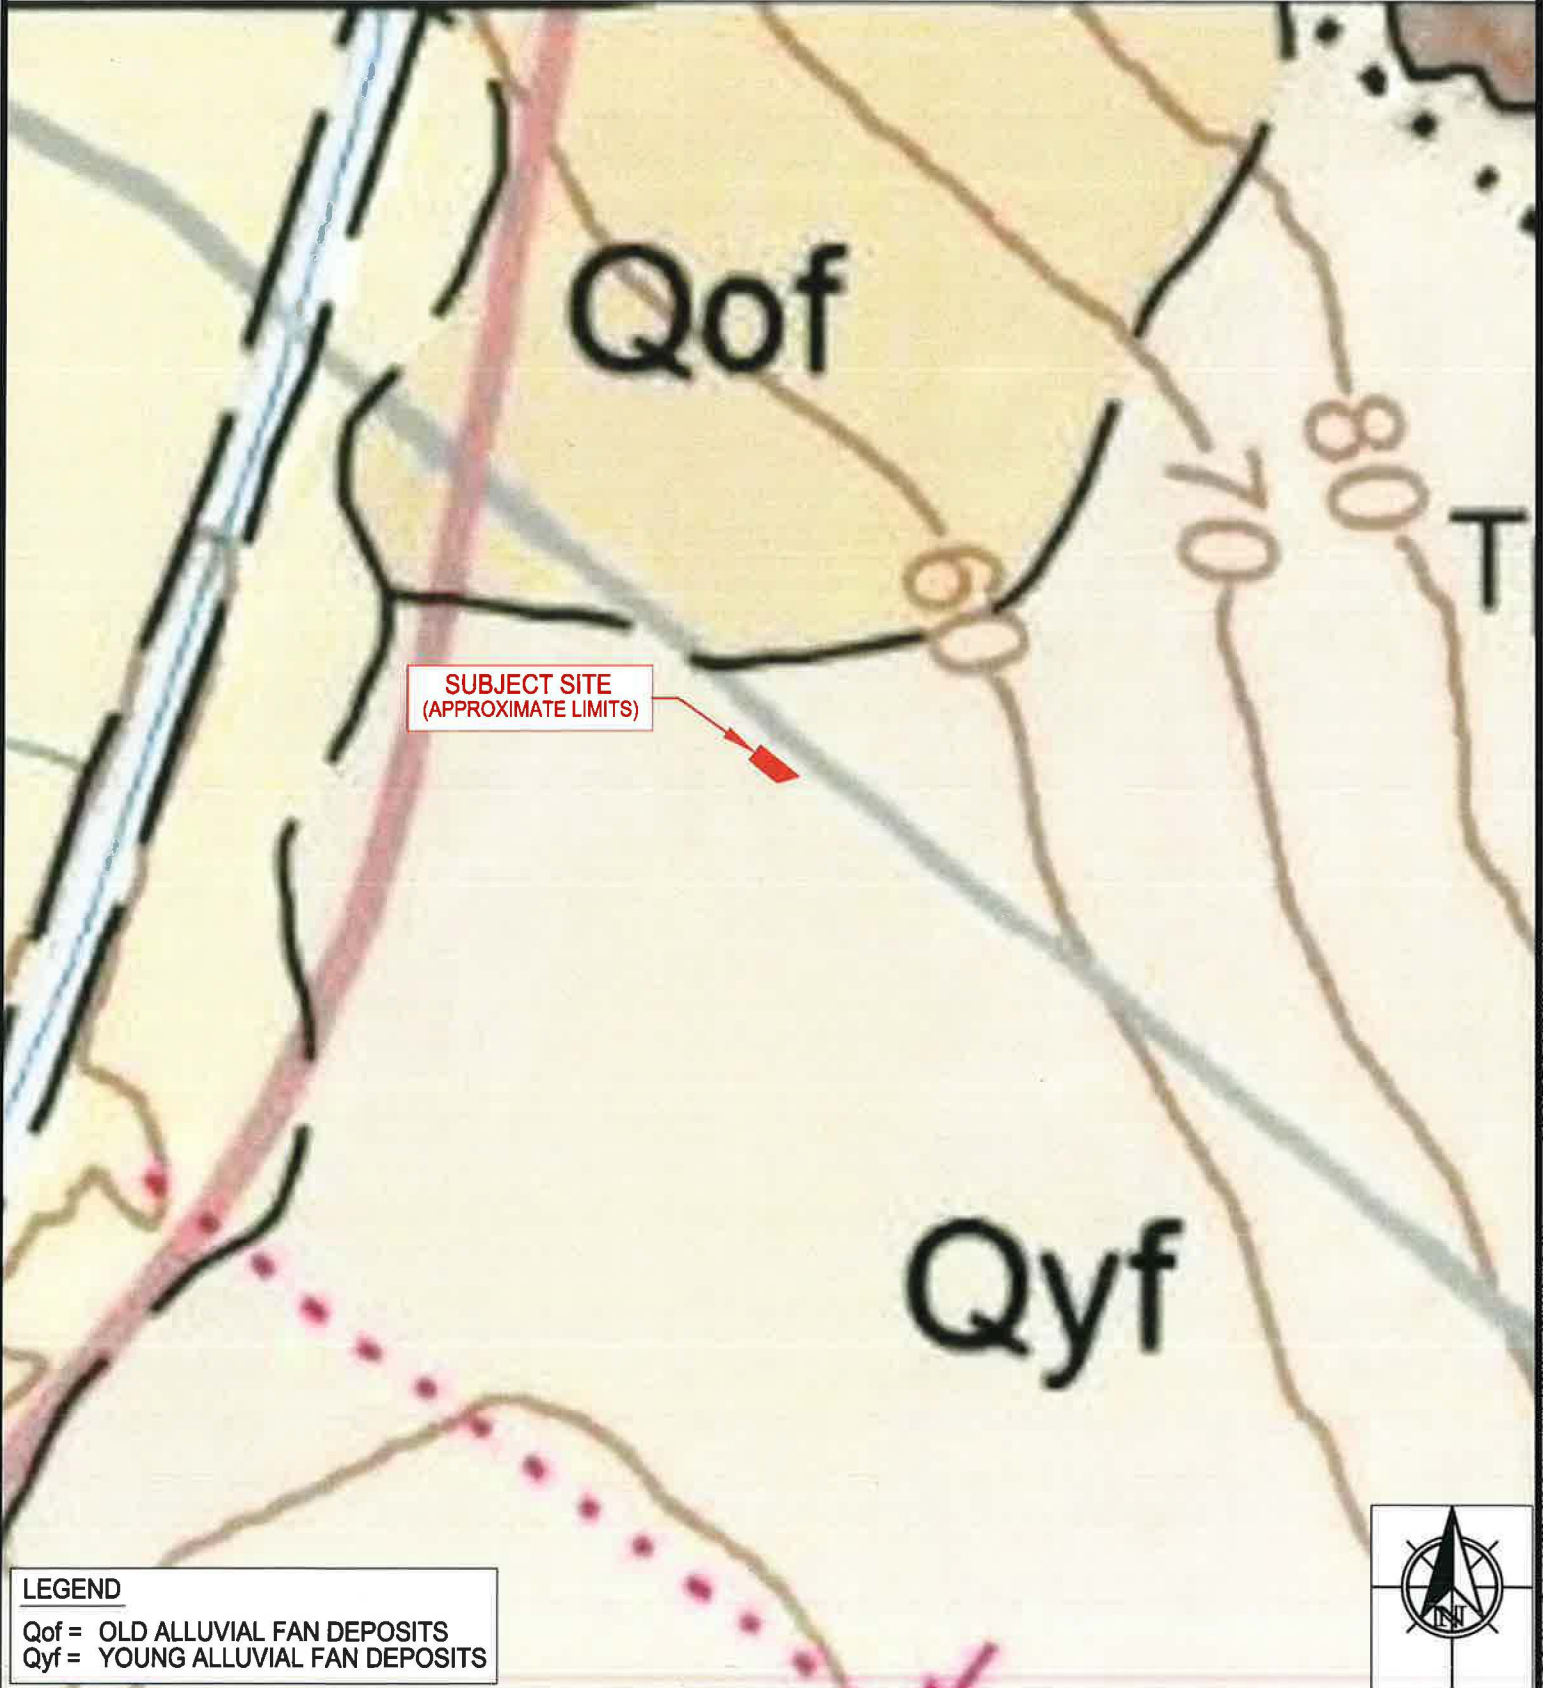 Qof
80
70
T
60
SUBJECT SITE
(APPROXIMATE LIMITS)
Qyf
LEGEND
Qof = OLD ALLUVIAL FAN DEPOSITS
Qyf = YOUNG ALLUVIAL FAN DEPOSITS
N